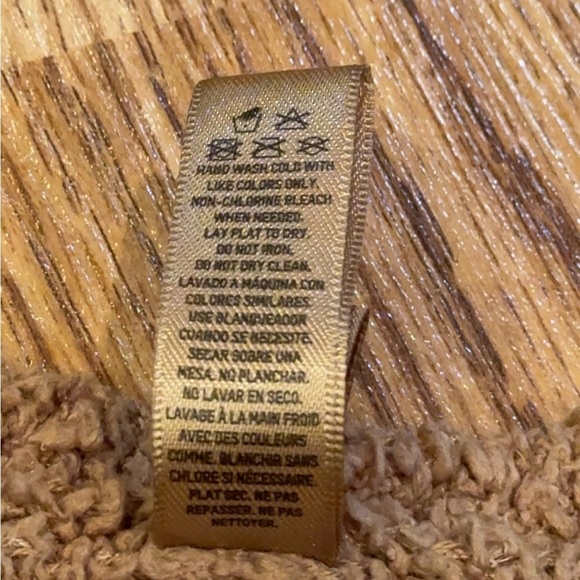 HAND WASH COLD WITH
LIKE COLORS ONLY.
NON-CHLORINE BLEACH
WHEN NEEDED.
LAY FLAT TO DRY.
DO NOT IRON.
DO NOT DRY CLEAN.
LAVADO A MÁQUINA CON
COLORES SIMILARES.
USE BLANQUEADOR
CUANDO SE NECESITE.
SECAR SOBRE UNA
MESA. NO PLANCHAR.
NO LAVAR EN SECO.
LAVAGE À LA MAIN FROID
AVEC DES COULEURS
COMME. BLANCHIR SANS
CHLORE SI NÉCESSAIRE.
PLAT SEC. NE PAS
REPASSER. NE PAS
NETTOYER.